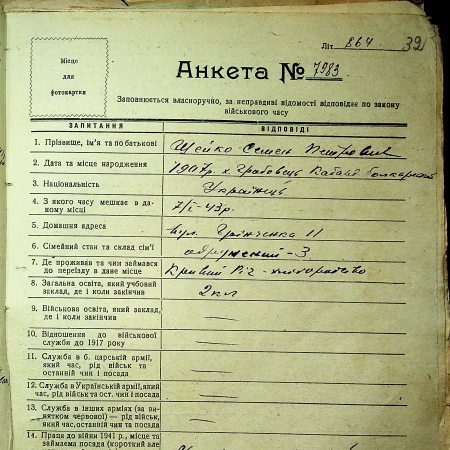 Літ 864 39
Місце
для
фотокартки
Анкета № 7983
Заповнюється власноручно, за неправдиві відомості відповідає по закону
військового часу
ЗАПИТАННЯ ВІДПОВІДІ
1. Прізвище, ім'я та по батькові Шейко Семен Петрович
2. Дата та місце народження 1907р. х. Грабовець
3. Національність Українець
4. З якого часу мешкає в да-
ному місці 7/I-43р.
5. Домашня адреса вул. Грінченка 11
6. Сімейний стан та склад сім'ї одружений - 3
7. Де проживав та чим займався
до переїзду в дане місце Кривий Ріг -
8. Загальна освіта, який учбовий
заклад, де і коли закінчив 2 кл
9. Військова освіта, який заклад,
де і коли закінчив —
10. Відношення до військової
служби до 1917 року —
11. Служба в б. царській армії,
який час, рід військ та
останній чин і посада —
12. Служба в Українській армії, який
час, рід військ та ост. чин і посада —
13. Служба в інших арміях (за ви-
нятком червоної) — рід військ,
який час, останній чин та посада —
14. Праця до війни 1941 р., місце та
займаєма посада (короткий але